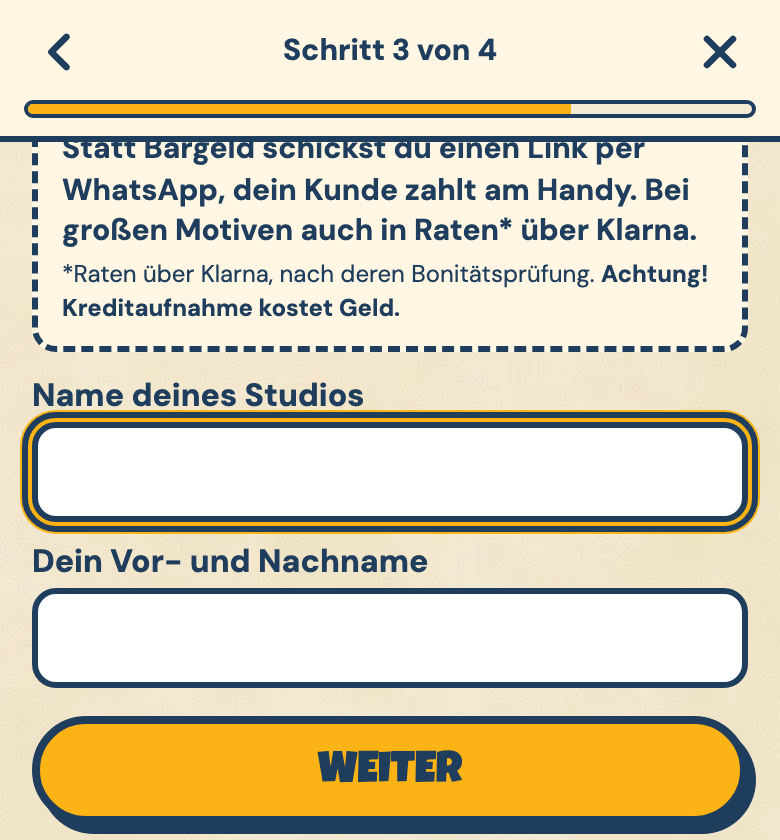 Schritt 3 von 4
Statt Bargeld schickst du einen Link per
WhatsApp, dein Kunde zahlt am Handy. Bei
großen Motiven auch in Raten* über Klarna.
*Raten über Klarna, nach deren Bonitätsprüfung. Achtung!
Kreditaufnahme kostet Geld.
Name deines Studios
Dein Vor- und Nachname
WEITER